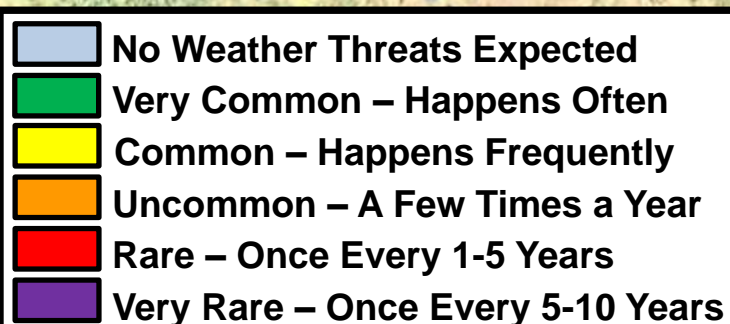 No Weather Threats Expected
Very Common – Happens Often
Common – Happens Frequently
Uncommon – A Few Times a Year
Rare – Once Every 1-5 Years
Very Rare – Once Every 5-10 Years